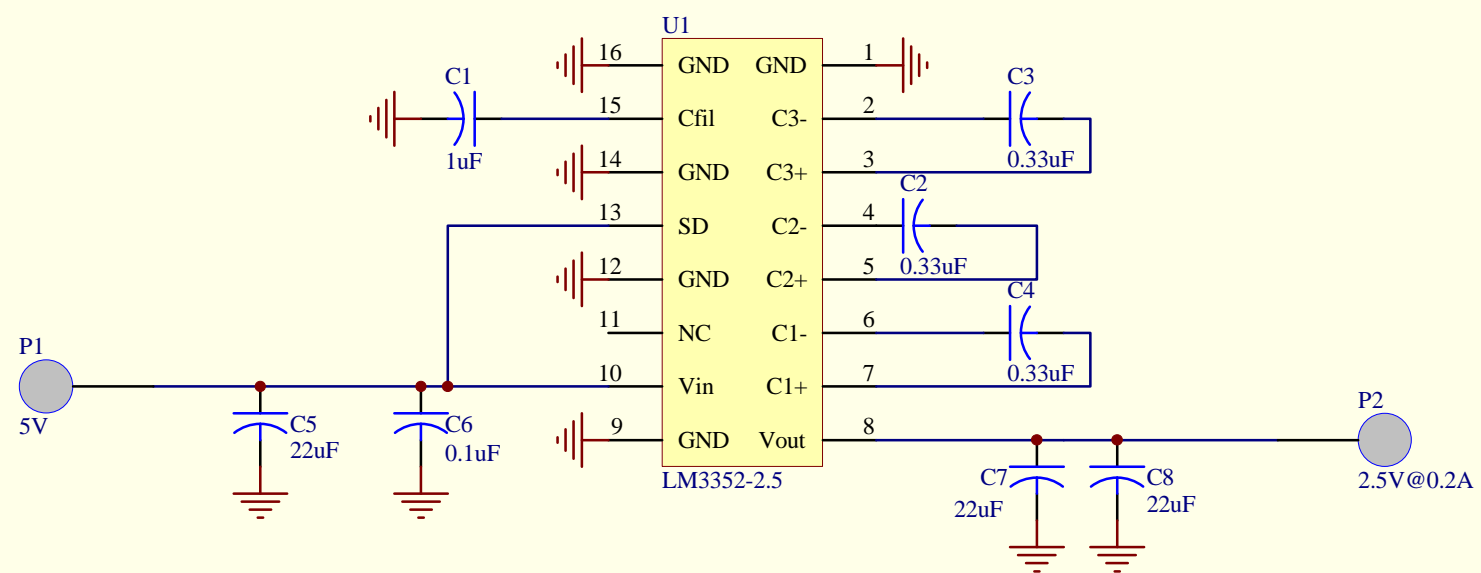 U1
16 GND GND 1
C1
C3
15 Cfil C3- 2
1uF
0.33uF
14 GND C3+ 3
C2
13 SD C2- 4
0.33uF
12 GND C2+ 5
C4
11 NC C1- 6
P1
0.33uF
10 Vin C1+ 7
5V
P2
C5
22uF
C6
0.1uF
9 GND Vout 8
LM3352-2.5
C7
22uF
C8
22uF
2.5V@0.2A